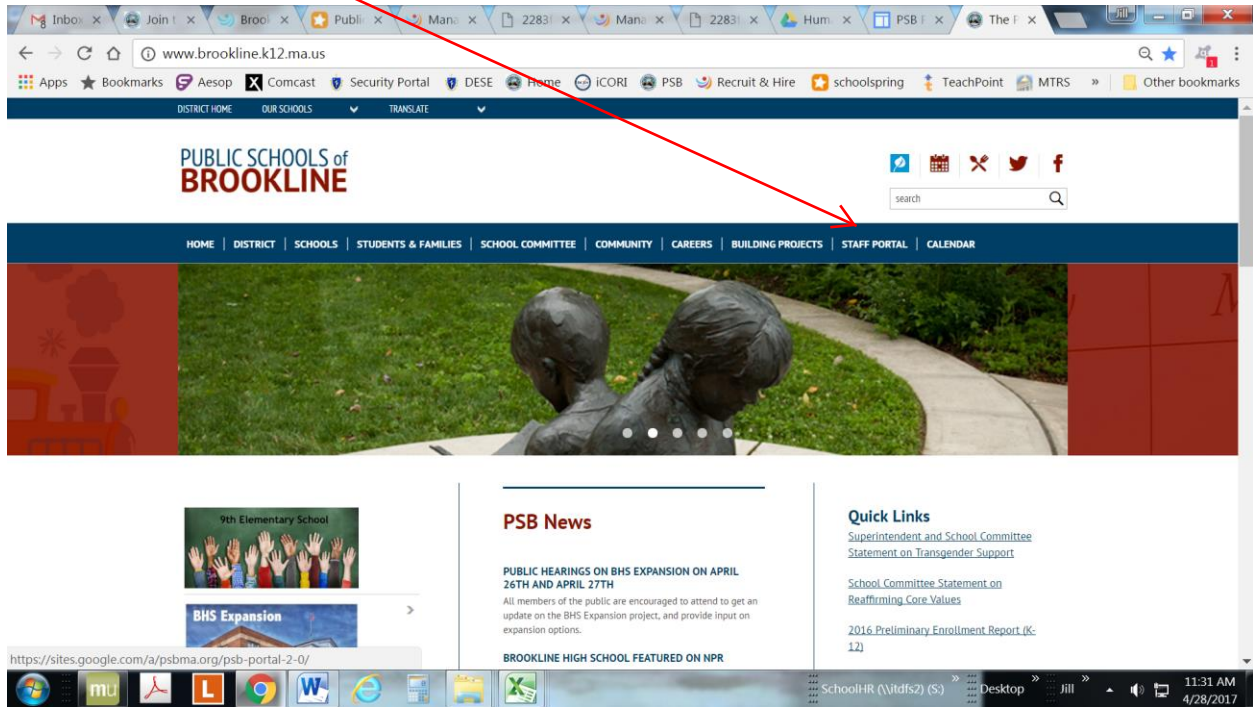 Inbo Join t Brool Publi Mana 2283 Mana 2283 Hum PSB F The F Jill
www.brookline.k12.ma.us
Apps Bookmarks Aesop Comcast Security Portal DESE Home iCORI PSB Recruit & Hire schoolspring TeachPoint MTRS » Other bookmarks
DISTRICT HOME OUR SCHOOLS TRANSLATE
PUBLIC SCHOOLS of
BROOKLINE
search
HOME | DISTRICT | SCHOOLS | STUDENTS & FAMILIES | SCHOOL COMMITTEE | COMMUNITY | CAREERS | BUILDING PROJECTS | STAFF PORTAL | CALENDAR
9th Elementary School
BHS Expansion
PSB News
PUBLIC HEARINGS ON BHS EXPANSION ON APRIL
26TH AND APRIL 27TH
All members of the public are encouraged to attend to get an
update on the BHS Expansion project, and provide input on
expansion options.
BROOKLINE HIGH SCHOOL FEATURED ON NPR
Quick Links
Superintendent and School Committee
Statement on Transgender Support
School Committee Statement on
Reaffirming Core Values
2016 Preliminary Enrollment Report (K-
12)
https://sites.google.com/a/psbma.org/psb-portal-2-0/
mu L W SchoolHR (\\itdfs2) (S:) » Desktop » Jill » 11:31 AM
4/28/2017